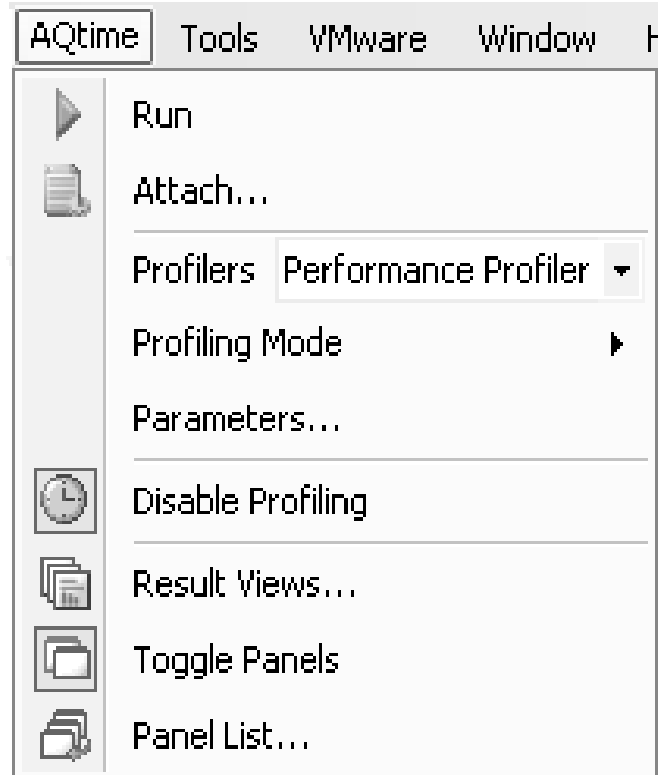 AQtime Tools VMware Window H
Run
Attach...
Profilers Performance Profiler
Profiling Mode
Parameters...
Disable Profiling
Result Views...
Toggle Panels
Panel List...